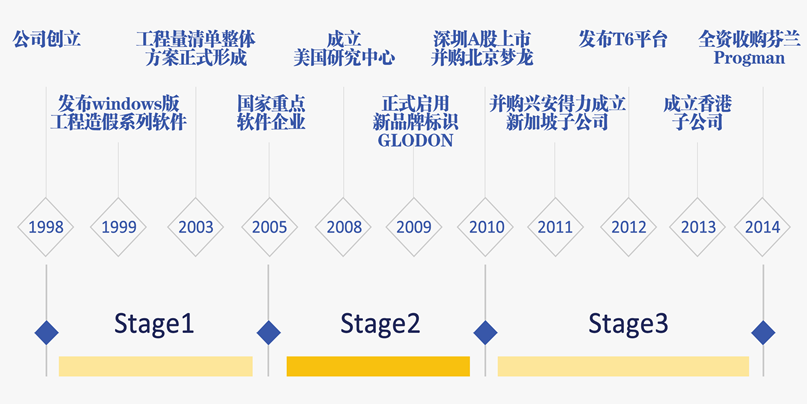 公司创立
工程量清单整体
方案正式形成
成立
美国研究中心
深圳A股上市
并购北京梦龙
发布T6平台
全资收购芬兰
Progman
发布windows版
工程造假系列软件
国家重点
软件企业
正式启用
新品牌标识
GLODON
并购兴安得力成立
新加坡子公司
成立香港
子公司
1998
1999
2003
2005
2008
2009
2010
2011
2012
2013
2014
Stage1
Stage2
Stage3